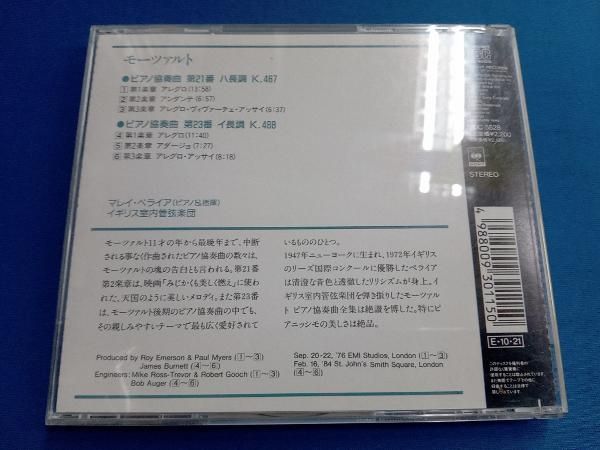 モーツァルト
●ピアノ協奏曲 第21番 ハ長調 K.467
1 第1楽章 アレグロ(13:58)
2 第2楽章 アンダンテ(6:57)
3 第3楽章 アレグロ・ヴィヴァーチェ・アッサイ(6:37)
●ピアノ協奏曲 第23番 イ長調 K.488
4 第1楽章 アレグロ(11:40)
5 第2楽章 アダージョ(7:27)
6 第3楽章 アレグロ・アッサイ(8:18)
マレイ・ペライア(ピアノ&指揮)
イギリス室内管弦楽団
モーツァルト11才の年から最晩年まで、中断
される事なく作曲されたピアノ協奏曲の数々は、
モーツァルトの魂の告白とも言われる。第21番
第2楽章は、映画「みじかくも美しく燃え」に使わ
れた、天国のように美しいメロディ。また第23番
は、モーツァルト後期のピアノ協奏曲の中でも、
その親しみやすいテーマで最も広く愛好されて
いるもののひとつ。
1947年ニューヨークに生まれ、1972年イギリス
のリーズ国際コンクールに優勝したペライア
は清澄な音色と透徹したリリシズムが身上。イ
ギリス室内管弦楽団を弾き振りしたモーツァル
ト ピアノ協奏曲全集は絶讃を博した。特にピ
アニッシモの美しさは絶品。
Produced by Roy Emerson & Paul Myers (1〜3)
James Burnett (4〜6)
Engineers: Mike Ross-Trevor & Robert Gooch (1〜3)
Bob Auger (4〜6)
Sep. 20-22, '76 EMI Studios, London (1〜3)
Feb. 16, '84 St. John's Smith Square, London
(4〜6)
5628
¥2,200
STEREO
4988009301150
E・10・21